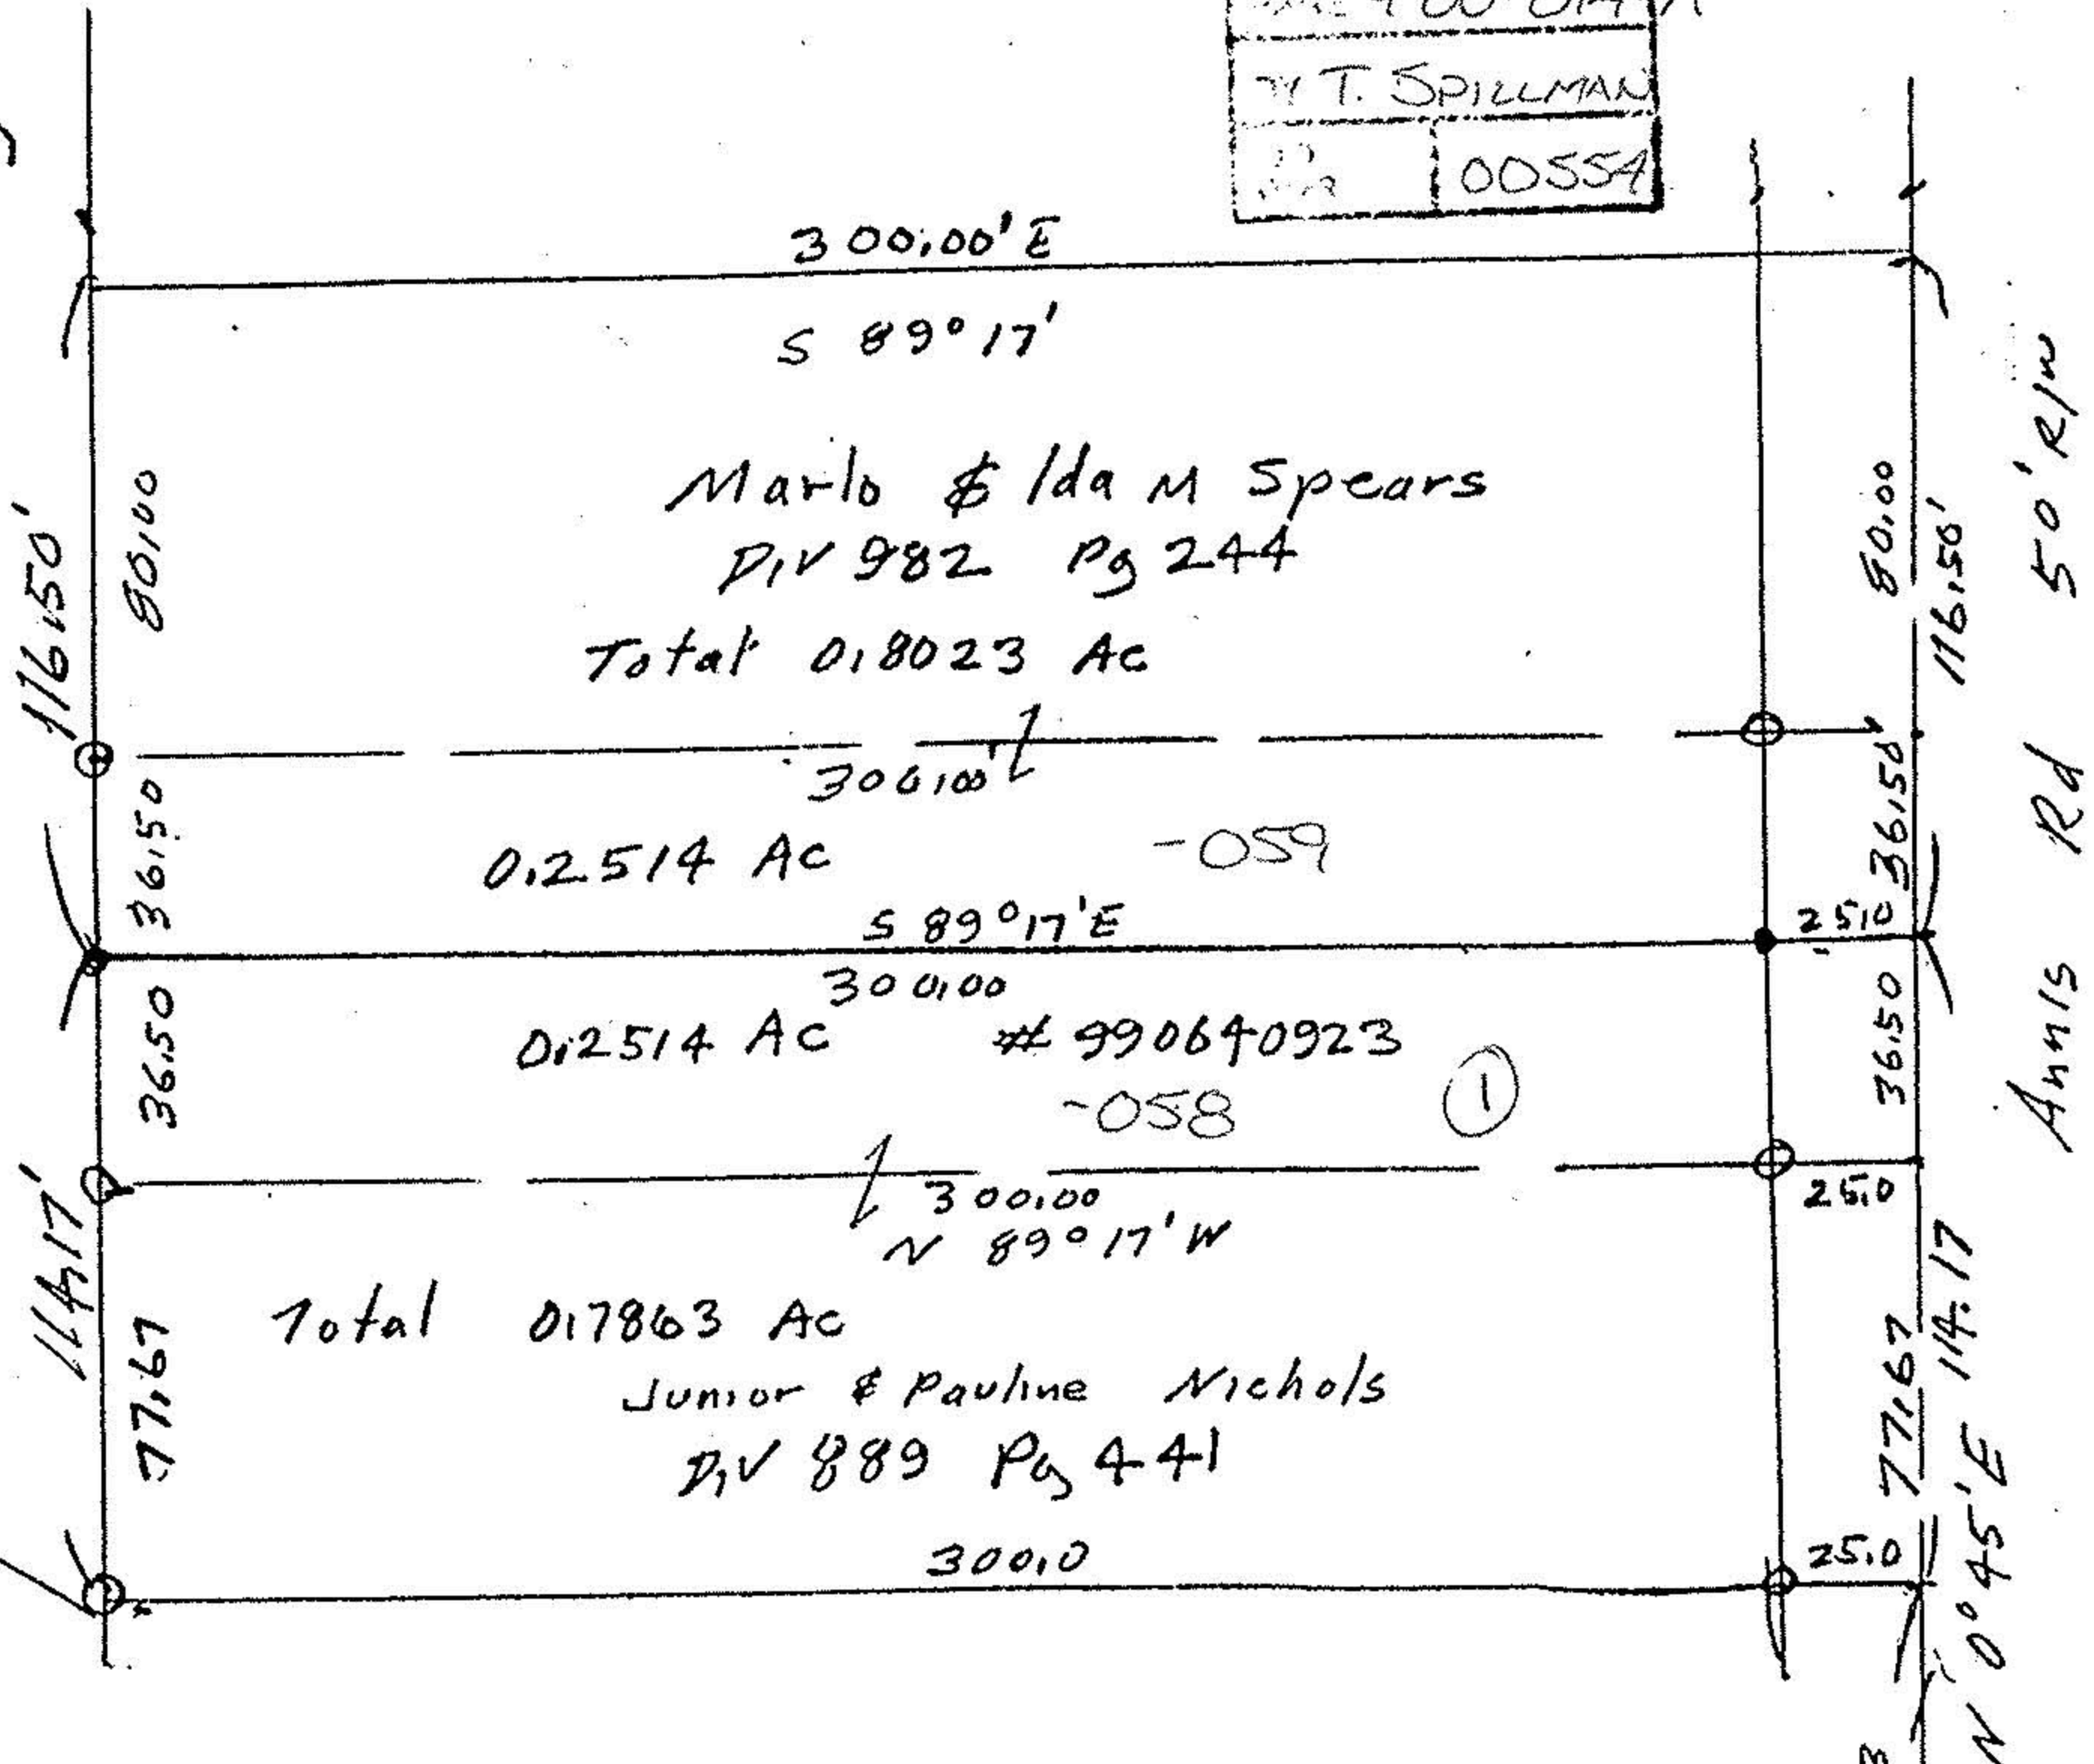 T. SPILLMAN
00554
300.00' E
S 89° 17'
116.50'
80.00
Marlo & Ida M Spears
D.V 982 Pg 244
Total 0.8023 Ac
80.00
116.50'
50' R/W
300.00'
36.50
0.2514 Ac -059
36.50
S 89° 17' E
25.0
300.00
36.50
0.2514 Ac # 990640923
-058 1
36.50
Annis Rd
300.00
25.0
N 89° 17' W
114.17'
77.67
Total 0.7863 Ac
Junior & Pauline Nichols
D.V 889 Pg 441
77.67
114.17
N 0° 45' E
300.0
25.0